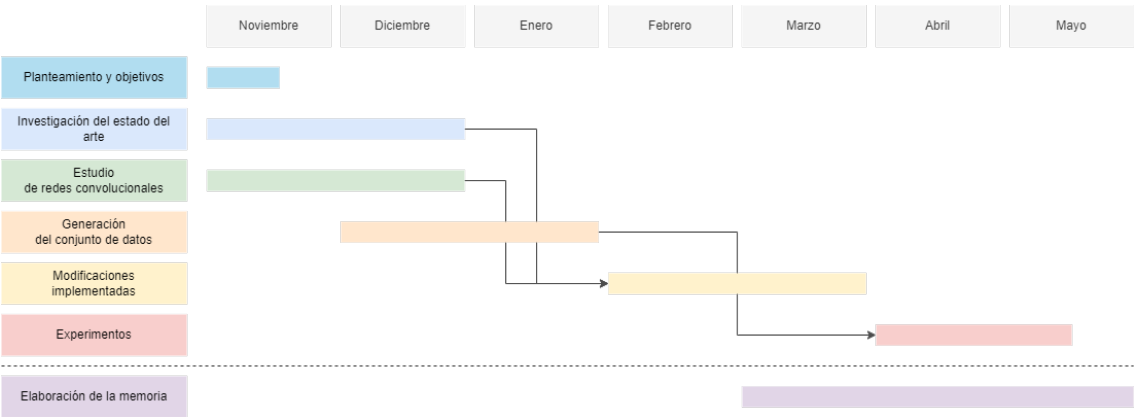 Noviembre
Diciembre
Enero
Febrero
Marzo
Abril
Mayo
Planteamiento y objetivos
Investigación del estado del
arte
Estudio
de redes convolucionales
Generación
del conjunto de datos
Modificaciones
implementadas
Experimentos
Elaboración de la memoria